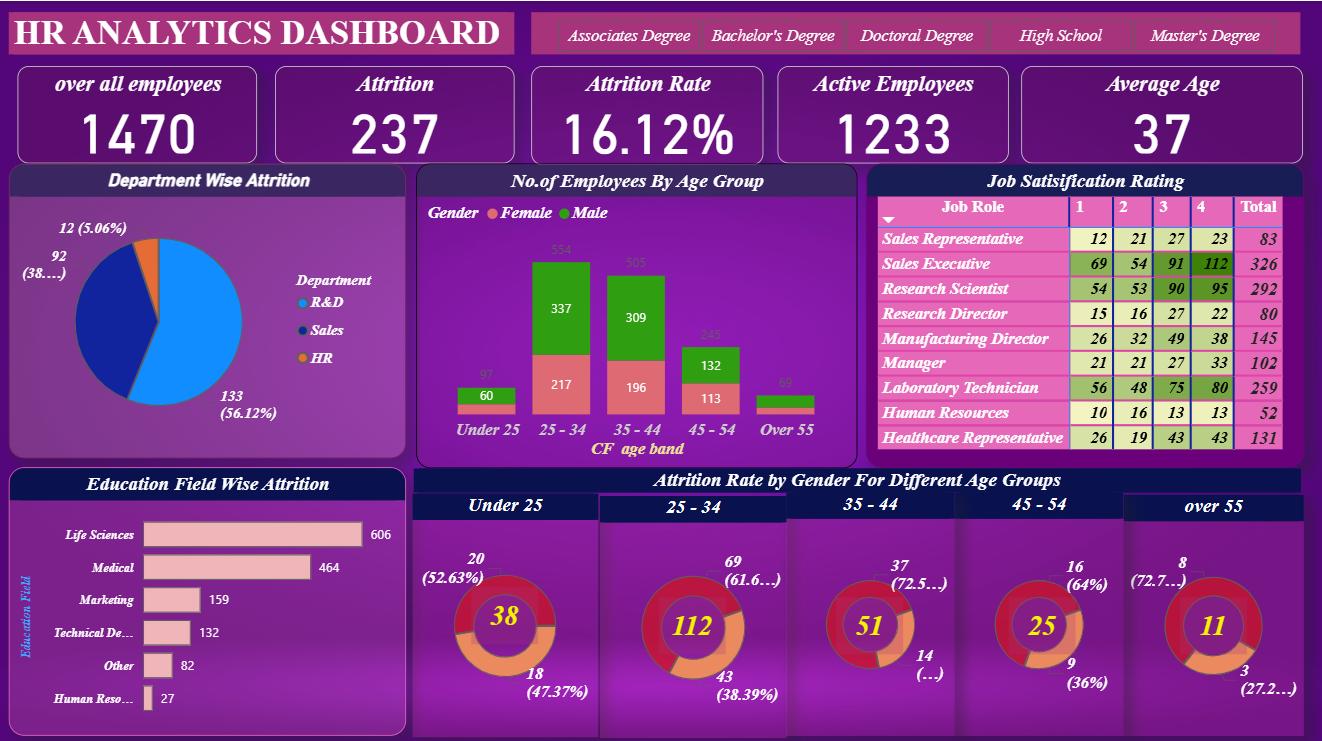 HR ANALYTICS DASHBOARD
Associates Degree Bachelor's Degree Doctoral Degree High School Master's Degree
over all employees
1470
Attrition
237
Attrition Rate
16.12%
Active Employees
1233
Average Age
37
Department Wise Attrition
12 (5.06%)
92
(38....)
133
(56.12%)
Department
R&D
Sales
HR
No.of Employees By Age Group
Gender Female Male
97
60
554
337
217
505
309
196
245
132
113
69
Under 25 25 - 34 35 - 44 45 - 54 Over 55
CF_age band
Job Satisification Rating
Job Role 1 2 3 4 Total
Sales Representative 12 21 27 23 83
Sales Executive 69 54 91 112 326
Research Scientist 54 53 90 95 292
Research Director 15 16 27 22 80
Manufacturing Director 26 32 49 38 145
Manager 21 21 27 33 102
Laboratory Technician 56 48 75 80 259
Human Resources 10 16 13 13 52
Healthcare Representative 26 19 43 43 131
Education Field Wise Attrition
Education Field
Life Sciences 606
Medical 464
Marketing 159
Technical De... 132
Other 82
Human Reso... 27
Attrition Rate by Gender For Different Age Groups
Under 25
20
(52.63%)
38
18
(47.37%)
25 - 34
69
(61.6...)
112
43
(38.39%)
35 - 44
37
(72.5...)
51
14
(...)
45 - 54
16
(64%)
25
9
(36%)
over 55
8
(72.7...)
11
3
(27.2...)